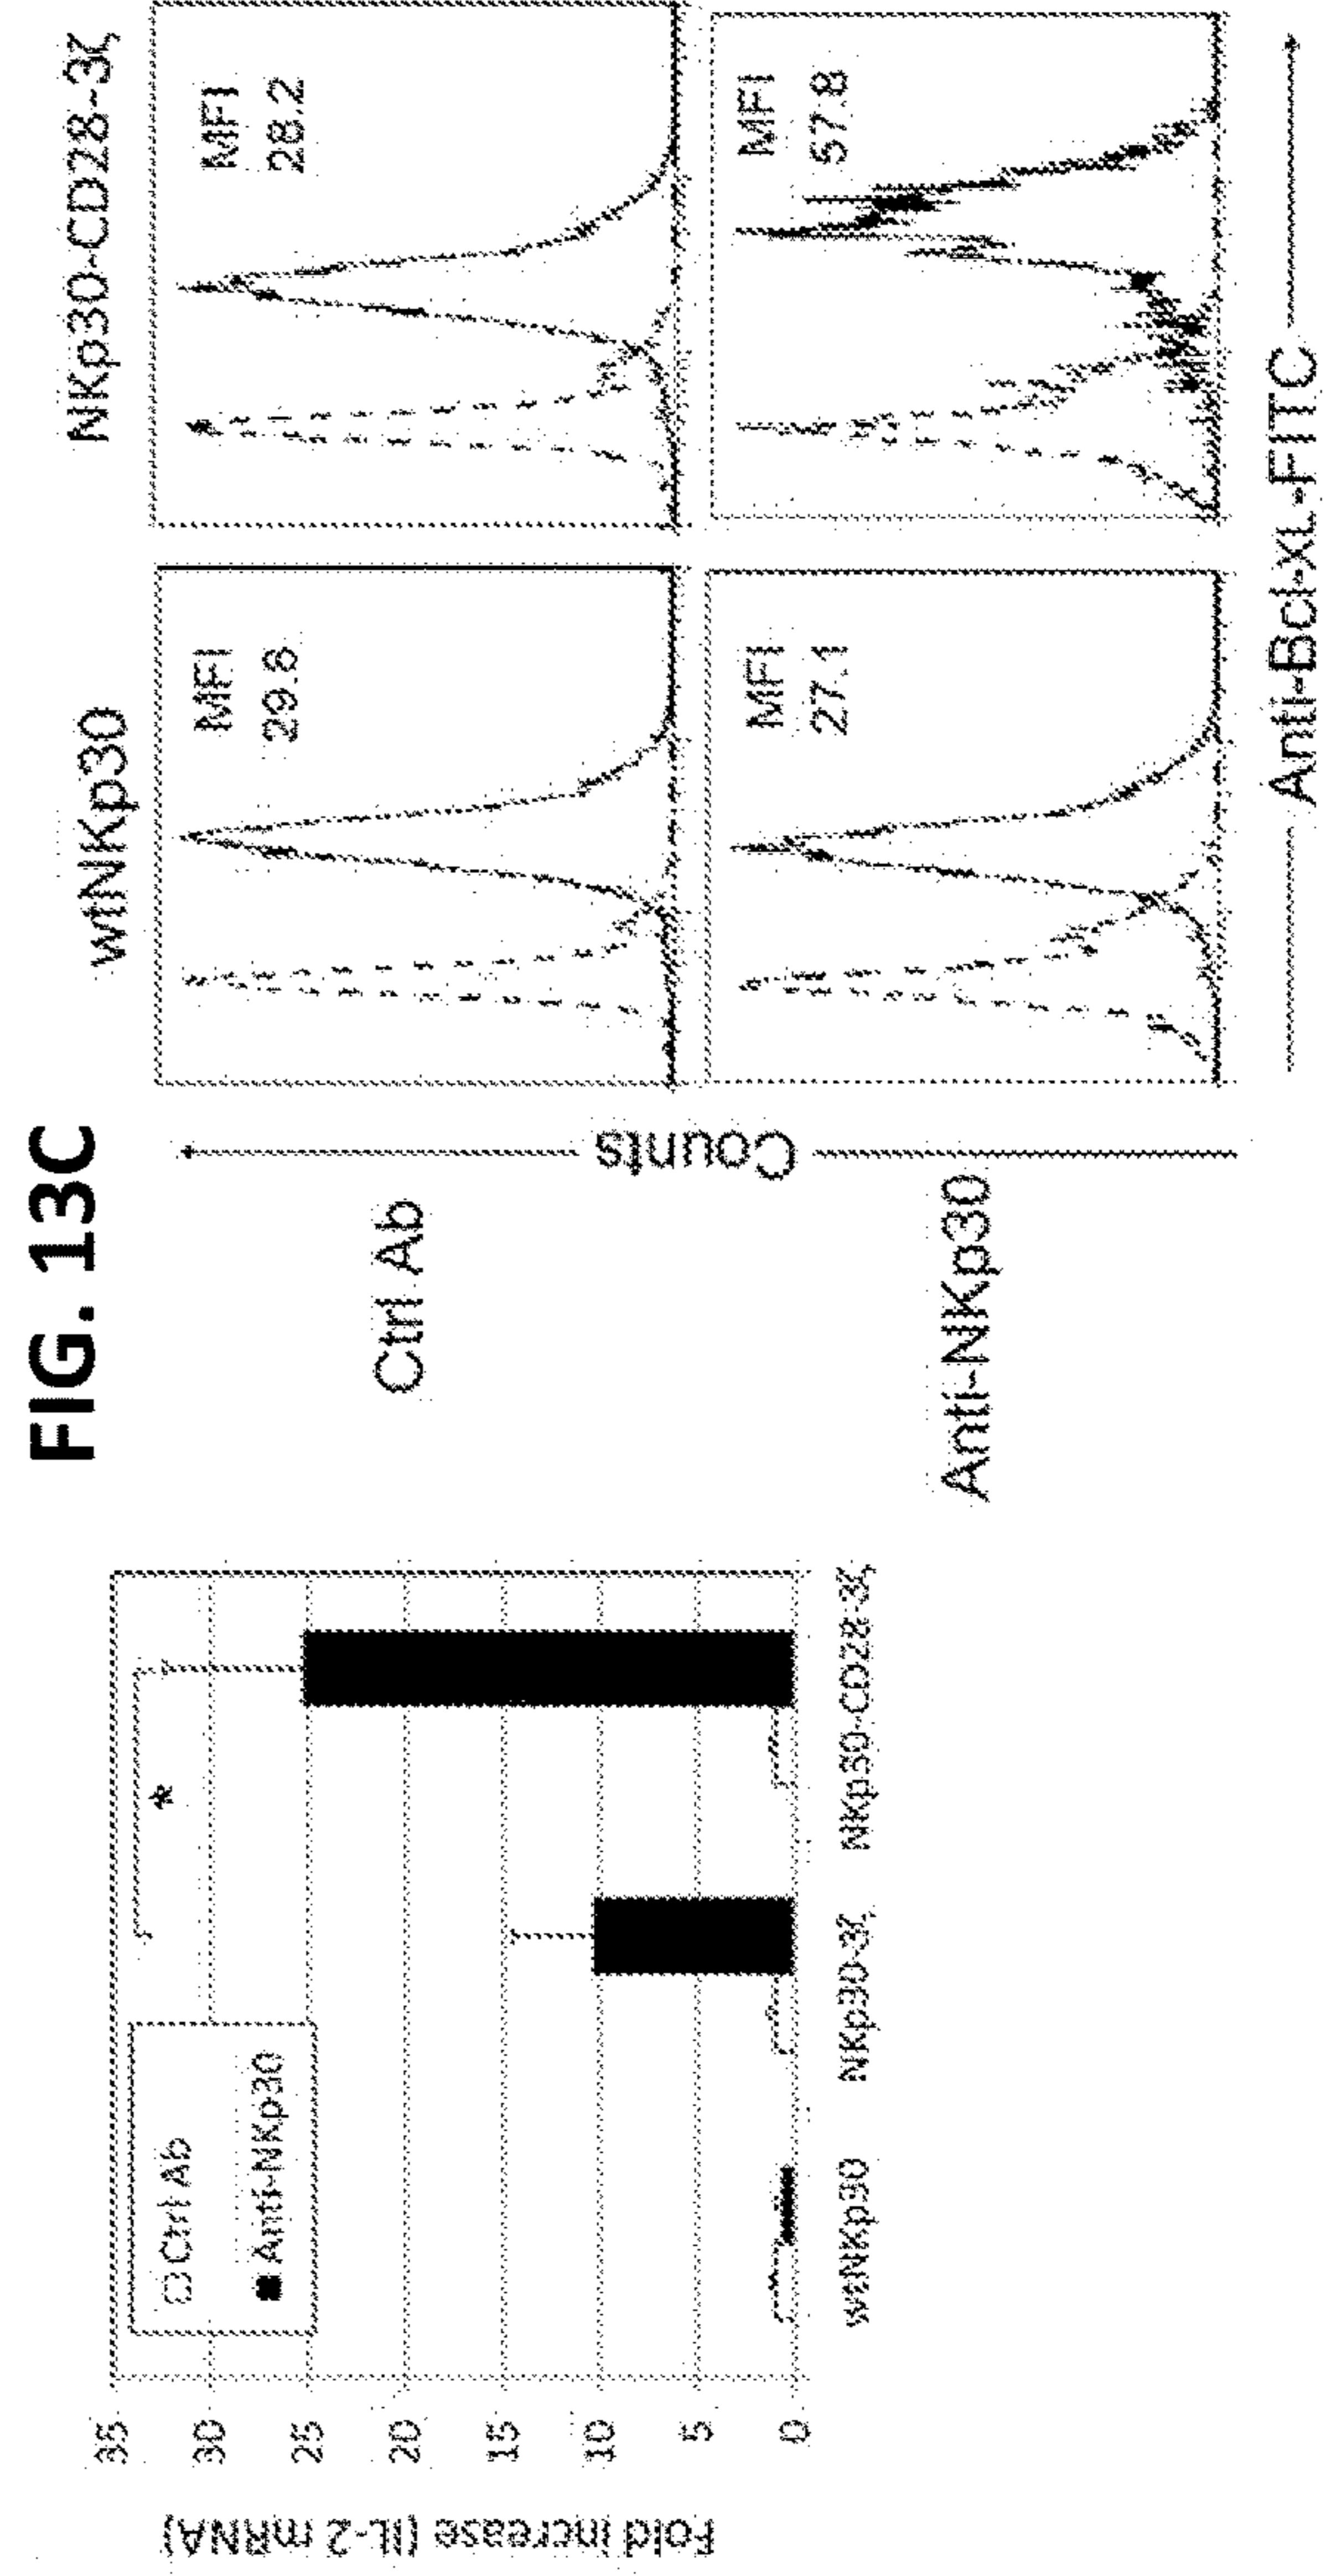 FIG. 13C
Fold increase (IL-2 mRNA)
35
30
25
20
15
10
5
0
Ctrl Ab
Anti-NKp30
*
wtNKp30
NKp30-3ζ
NKp30-CD28-3ζ
wtNKp30
NKp30-CD28-3ζ
Ctrl Ab
MFI
29.6
MFI
28.2
Counts
Anti-NKp30
MFI
27.1
MFI
57.8
Anti-Bcl-xL-FITC